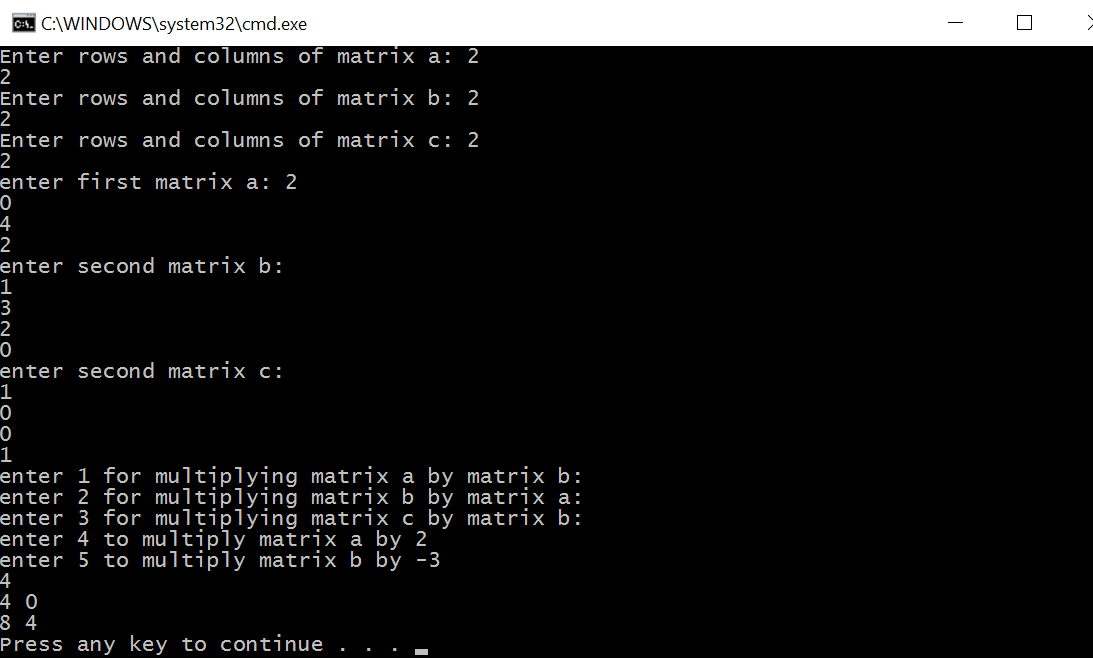 C:\WINDOWS\system32\cmd.exe
Enter rows and columns of matrix a: 2
2
Enter rows and columns of matrix b: 2
2
Enter rows and columns of matrix c: 2
2
enter first matrix a: 2
0
4
2
enter second matrix b:
1
3
2
0
enter second matrix c:
1
0
0
1
enter 1 for multiplying matrix a by matrix b:
enter 2 for multiplying matrix b by matrix a:
enter 3 for multiplying matrix c by matrix b:
enter 4 to multiply matrix a by 2
enter 5 to multiply matrix b by -3
4
4 0
8 4
Press any key to continue . . .